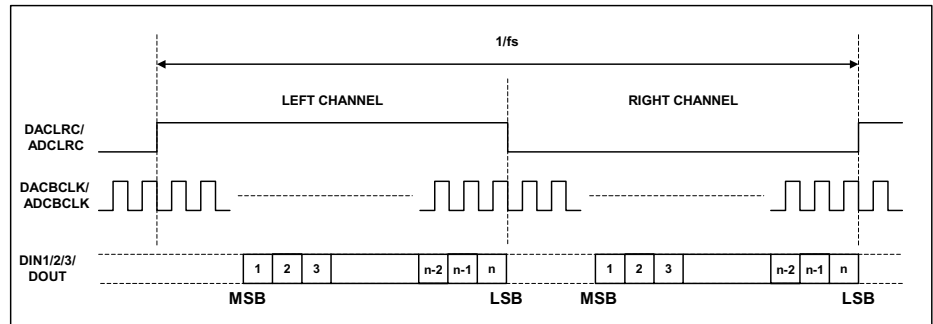 1/fs
LEFT CHANNEL RIGHT CHANNEL
DACLRC/
ADCLRC
DACBCLK/
ADCBCLK
DIN1/2/3/
DOUT
1 2 3 n-2 n-1 n 1 2 3 n-2 n-1 n
MSB LSB MSB LSB